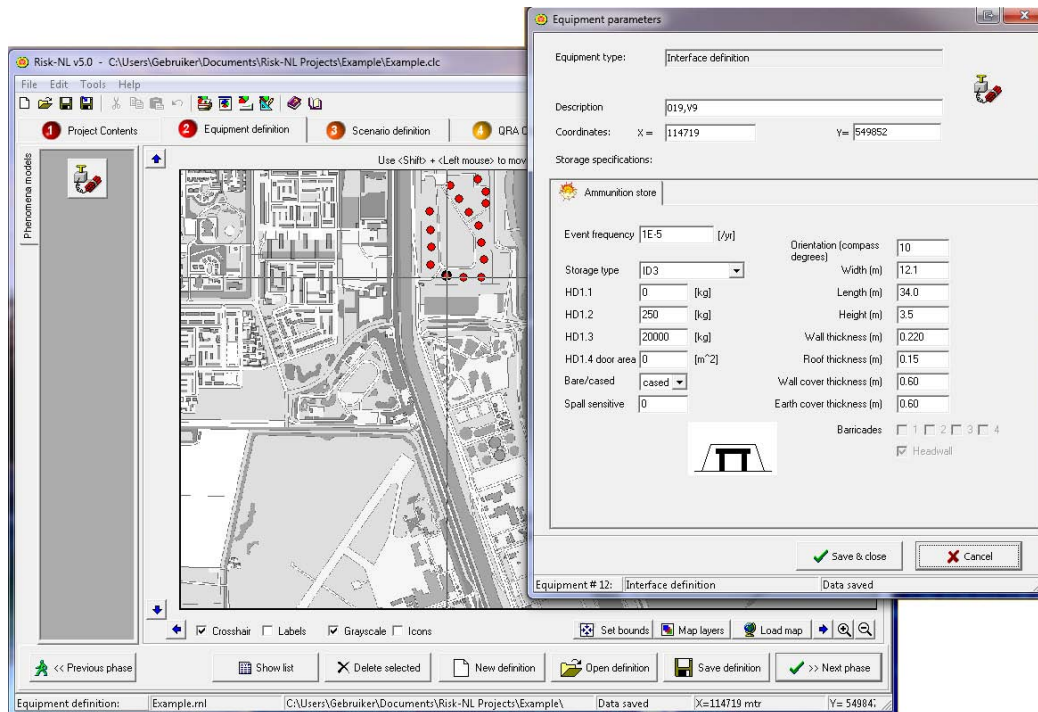 Equipment parameters
Equipment type: Interface definition
Description 019,V9
Coordinates: X = 114719 Y= 549852
Storage specifications:
Ammunition store
Event frequency 1E-5 [/yr]
Storage type ID3
HD1.1 0 [kg]
HD1.2 250 [kg]
HD1.3 20000 [kg]
HD1.4 door area 0 [m^2]
Bare/cased cased
Spall sensitive 0
Orientation (compass degrees) 10
Width (m) 12.1
Length (m) 34.0
Height (m) 3.5
Wall thickness (m) 0.220
Roof thickness (m) 0.15
Wall cover thickness (m) 0.60
Earth cover thickness (m) 0.60
Barricades 1 2 3 4
Headwall
Save & close Cancel
Equipment # 12: Interface definition Data saved
Risk-NL v5.0 - C:\Users\Gebruiker\Documents\Risk-NL Projects\Example\Example.clc
File Edit Tools Help
1 Project Contents 2 Equipment definition 3 Scenario definition 4 QRA
Phenomena models
Use <Shift> + <Left mouse> to mov
Crosshair Labels Grayscale Icons Set bounds Map layers Load map
<< Previous phase Show list Delete selected New definition Open definition Save definition >> Next phase
Equipment definition: Example.rnl C:\Users\Gebruiker\Documents\Risk-NL Projects\Example\ Data saved X=114719 mtr Y= 54984